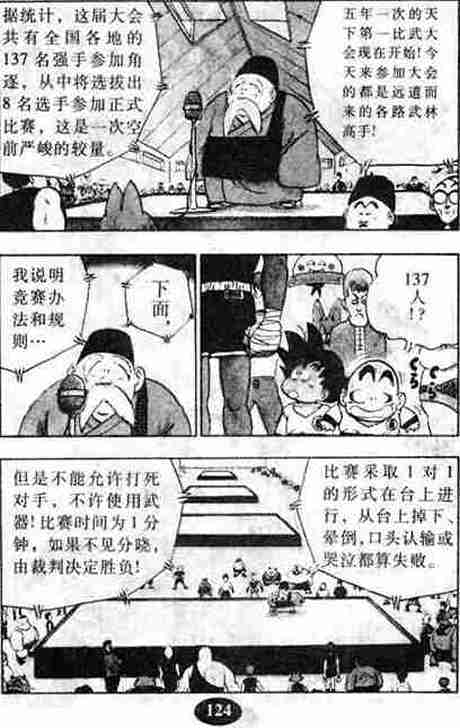 五年一次的天
下第一比武大
会现在开始!今
天来参加大会
的都是远道而
来的各路武林
高手!
据统计，这届大会
共有全国各地的
137名强手参加角
逐，从中将选拔出
8名选手参加正式
比赛，这是一次空
前严峻的较量。
137
人!?
下面，
我说明
竞赛办
法和规
则…
比赛采取1对1
的形式在台上进
行，从台上掉下、
晕倒,口头认输或
哭泣都算失败。
但是不能允许打死
对手，不许使用武
器!比赛时间为1分
钟，如果不见分晓，
由裁判决定胜负!
124